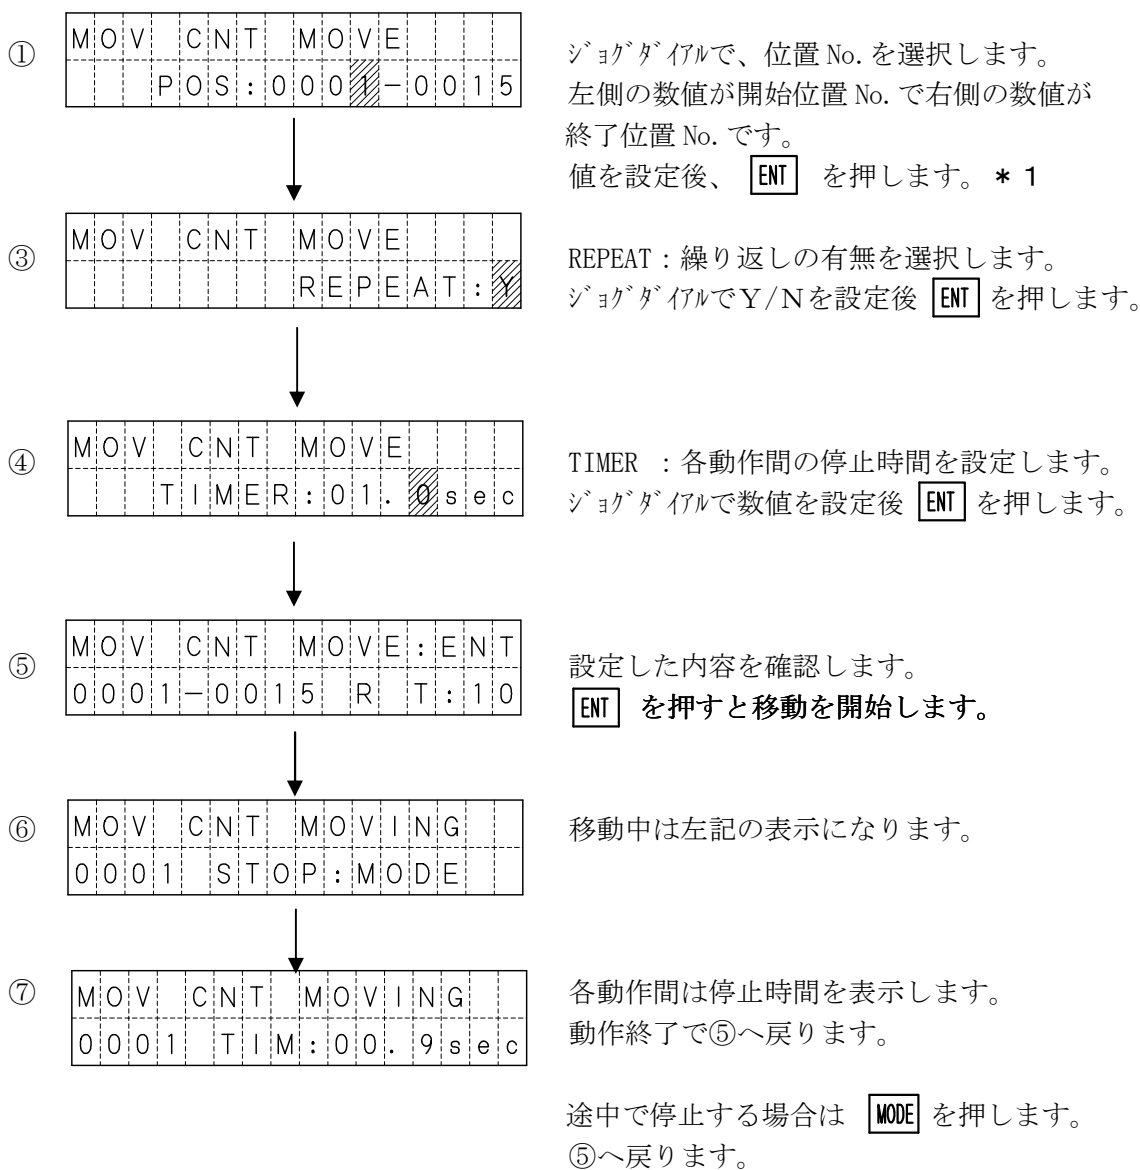 ①
MOV CNT MOVE
POS:0001-0015
ジョグダイアルで、位置 No.を選択します。
左側の数値が開始位置 No.で右側の数値が
終了位置 No.です。
値を設定後、 ENT を押します。＊1
③
MOV CNT MOVE
REPEAT:Y
REPEAT：繰り返しの有無を選択します。
ジョグダイアルでＹ/Ｎを設定後 ENT を押します。
④
MOV CNT MOVE
TIMER:01.0sec
TIMER ：各動作間の停止時間を設定します。
ジョグダイアルで数値を設定後 ENT を押します。
⑤
MOV CNT MOVE:ENT
0001-0015 R T:10
設定した内容を確認します。
ENT を押すと移動を開始します。
⑥
MOV CNT MOVING
0001 STOP:MODE
移動中は左記の表示になります。
⑦
MOV CNT MOVING
0001 TIM:00.9sec
各動作間は停止時間を表示します。
動作終了で⑤へ戻ります。
途中で停止する場合は MODE を押します。
⑤へ戻ります。